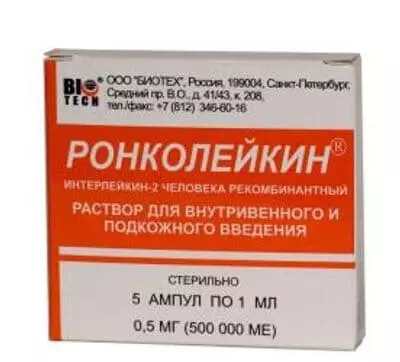 BIO TECH
ООО "БИОТЕХ", Россия, 199004, Санкт-Петербург,
Средний пр. В.О., д. 41/43, к. 208,
тел./факс: +7 (812) 346-60-16
РОНКОЛЕЙКИН®
ИНТЕРЛЕЙКИН-2 ЧЕЛОВЕКА РЕКОМБИНАНТНЫЙ
РАСТВОР ДЛЯ ВНУТРИВЕННОГО И
ПОДКОЖНОГО ВВЕДЕНИЯ
СТЕРИЛЬНО
5 АМПУЛ ПО 1 МЛ
0,5 МГ (500 000 МЕ)